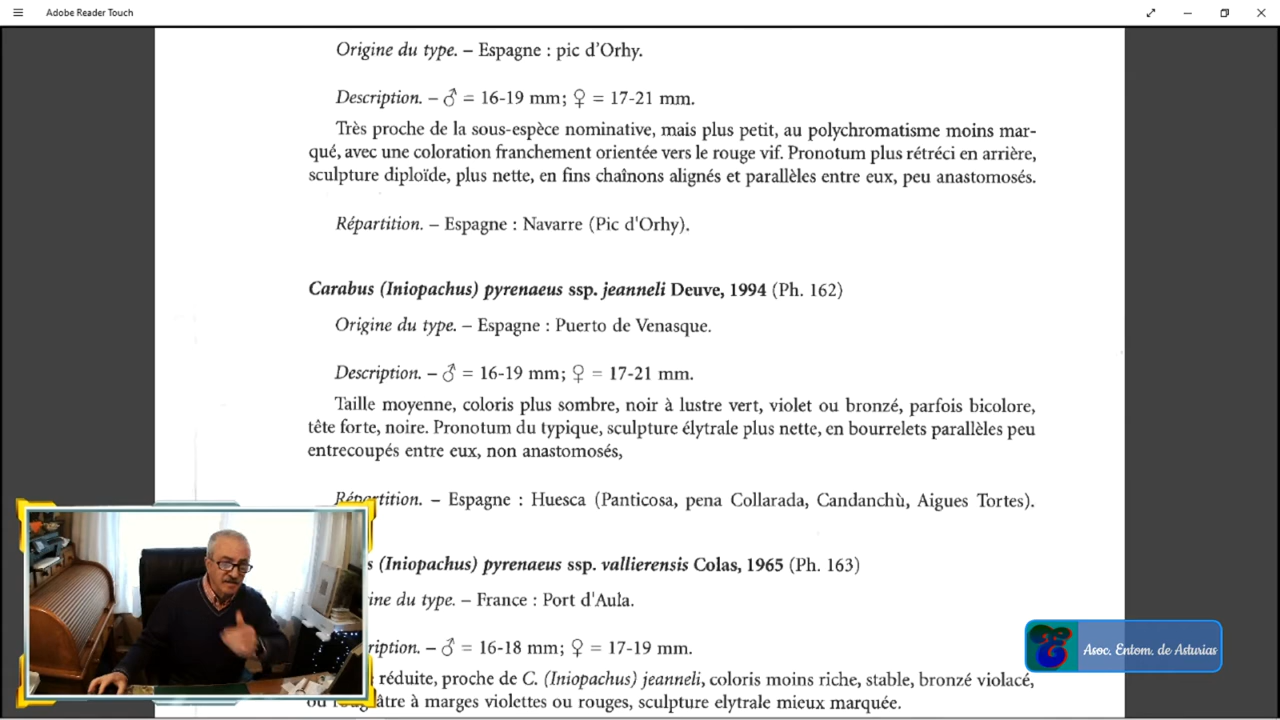 Adobe Reader Touch
Origine du type. – Espagne : pic d'Orhy.
Description. – ♂ = 16-19 mm; ♀ = 17-21 mm.
Très proche de la sous-espèce nominative, mais plus petit, au polychromatisme moins mar-
qué, avec une coloration franchement orientée vers le rouge vif. Pronotum plus rétréci en arrière,
sculpture diploïde, plus nette, en fins chaînons alignés et parallèles entre eux, peu anastomosés.
Répartition. – Espagne : Navarre (Pic d'Orhy).
Carabus (Iniopachus) pyrenaeus ssp. jeanneli Deuve, 1994 (Ph. 162)
Origine du type. – Espagne : Puerto de Venasque.
Description. – ♂ = 16-19 mm; ♀ = 17-21 mm.
Taille moyenne, coloris plus sombre, noir à lustre vert, violet ou bronzé, parfois bicolore,
tête forte, noire. Pronotum du typique, sculpture élytrale plus nette, en bourrelets parallèles peu
entrecoupés entre eux, non anastomosés,
Répartition. – Espagne : Huesca (Panticosa, pena Collarada, Candanchù, Aigues Tortes).
s (Iniopachus) pyrenaeus ssp. vallierensis Colas, 1965 (Ph. 163)
ine du type. – France : Port d'Aula.
ription. – ♂ = 16-18 mm; ♀ = 17-19 mm.
réduite, proche de C. (Iniopachus) jeanneli, coloris moins riche, stable, bronzé violacé,
âtre à marges violettes ou rouges, sculpture elytrale mieux marquée.
Asoc. Entom. de Asturias